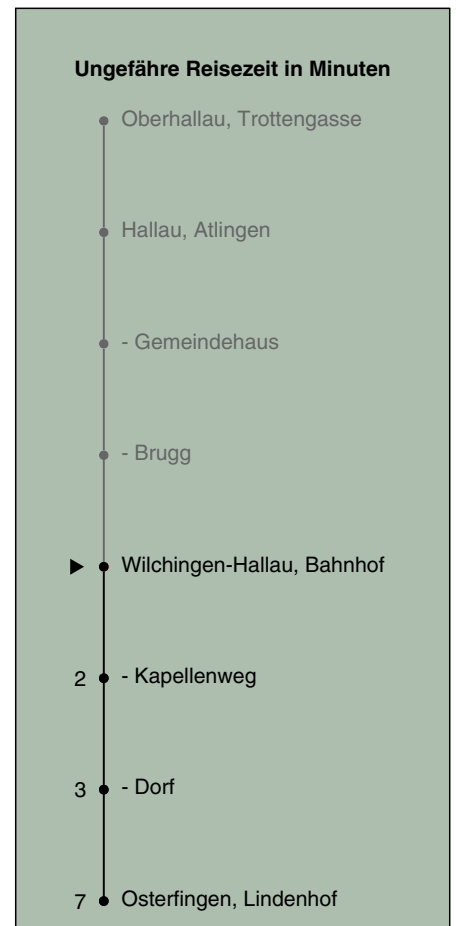 Ungefähre Reisezeit in Minuten
Oberhallau, Trottengasse
Hallau, Atlingen
- Gemeindehaus
- Brugg
Wilchingen-Hallau, Bahnhof
2 - Kapellenweg
3 - Dorf
7 Osterfingen, Lindenhof